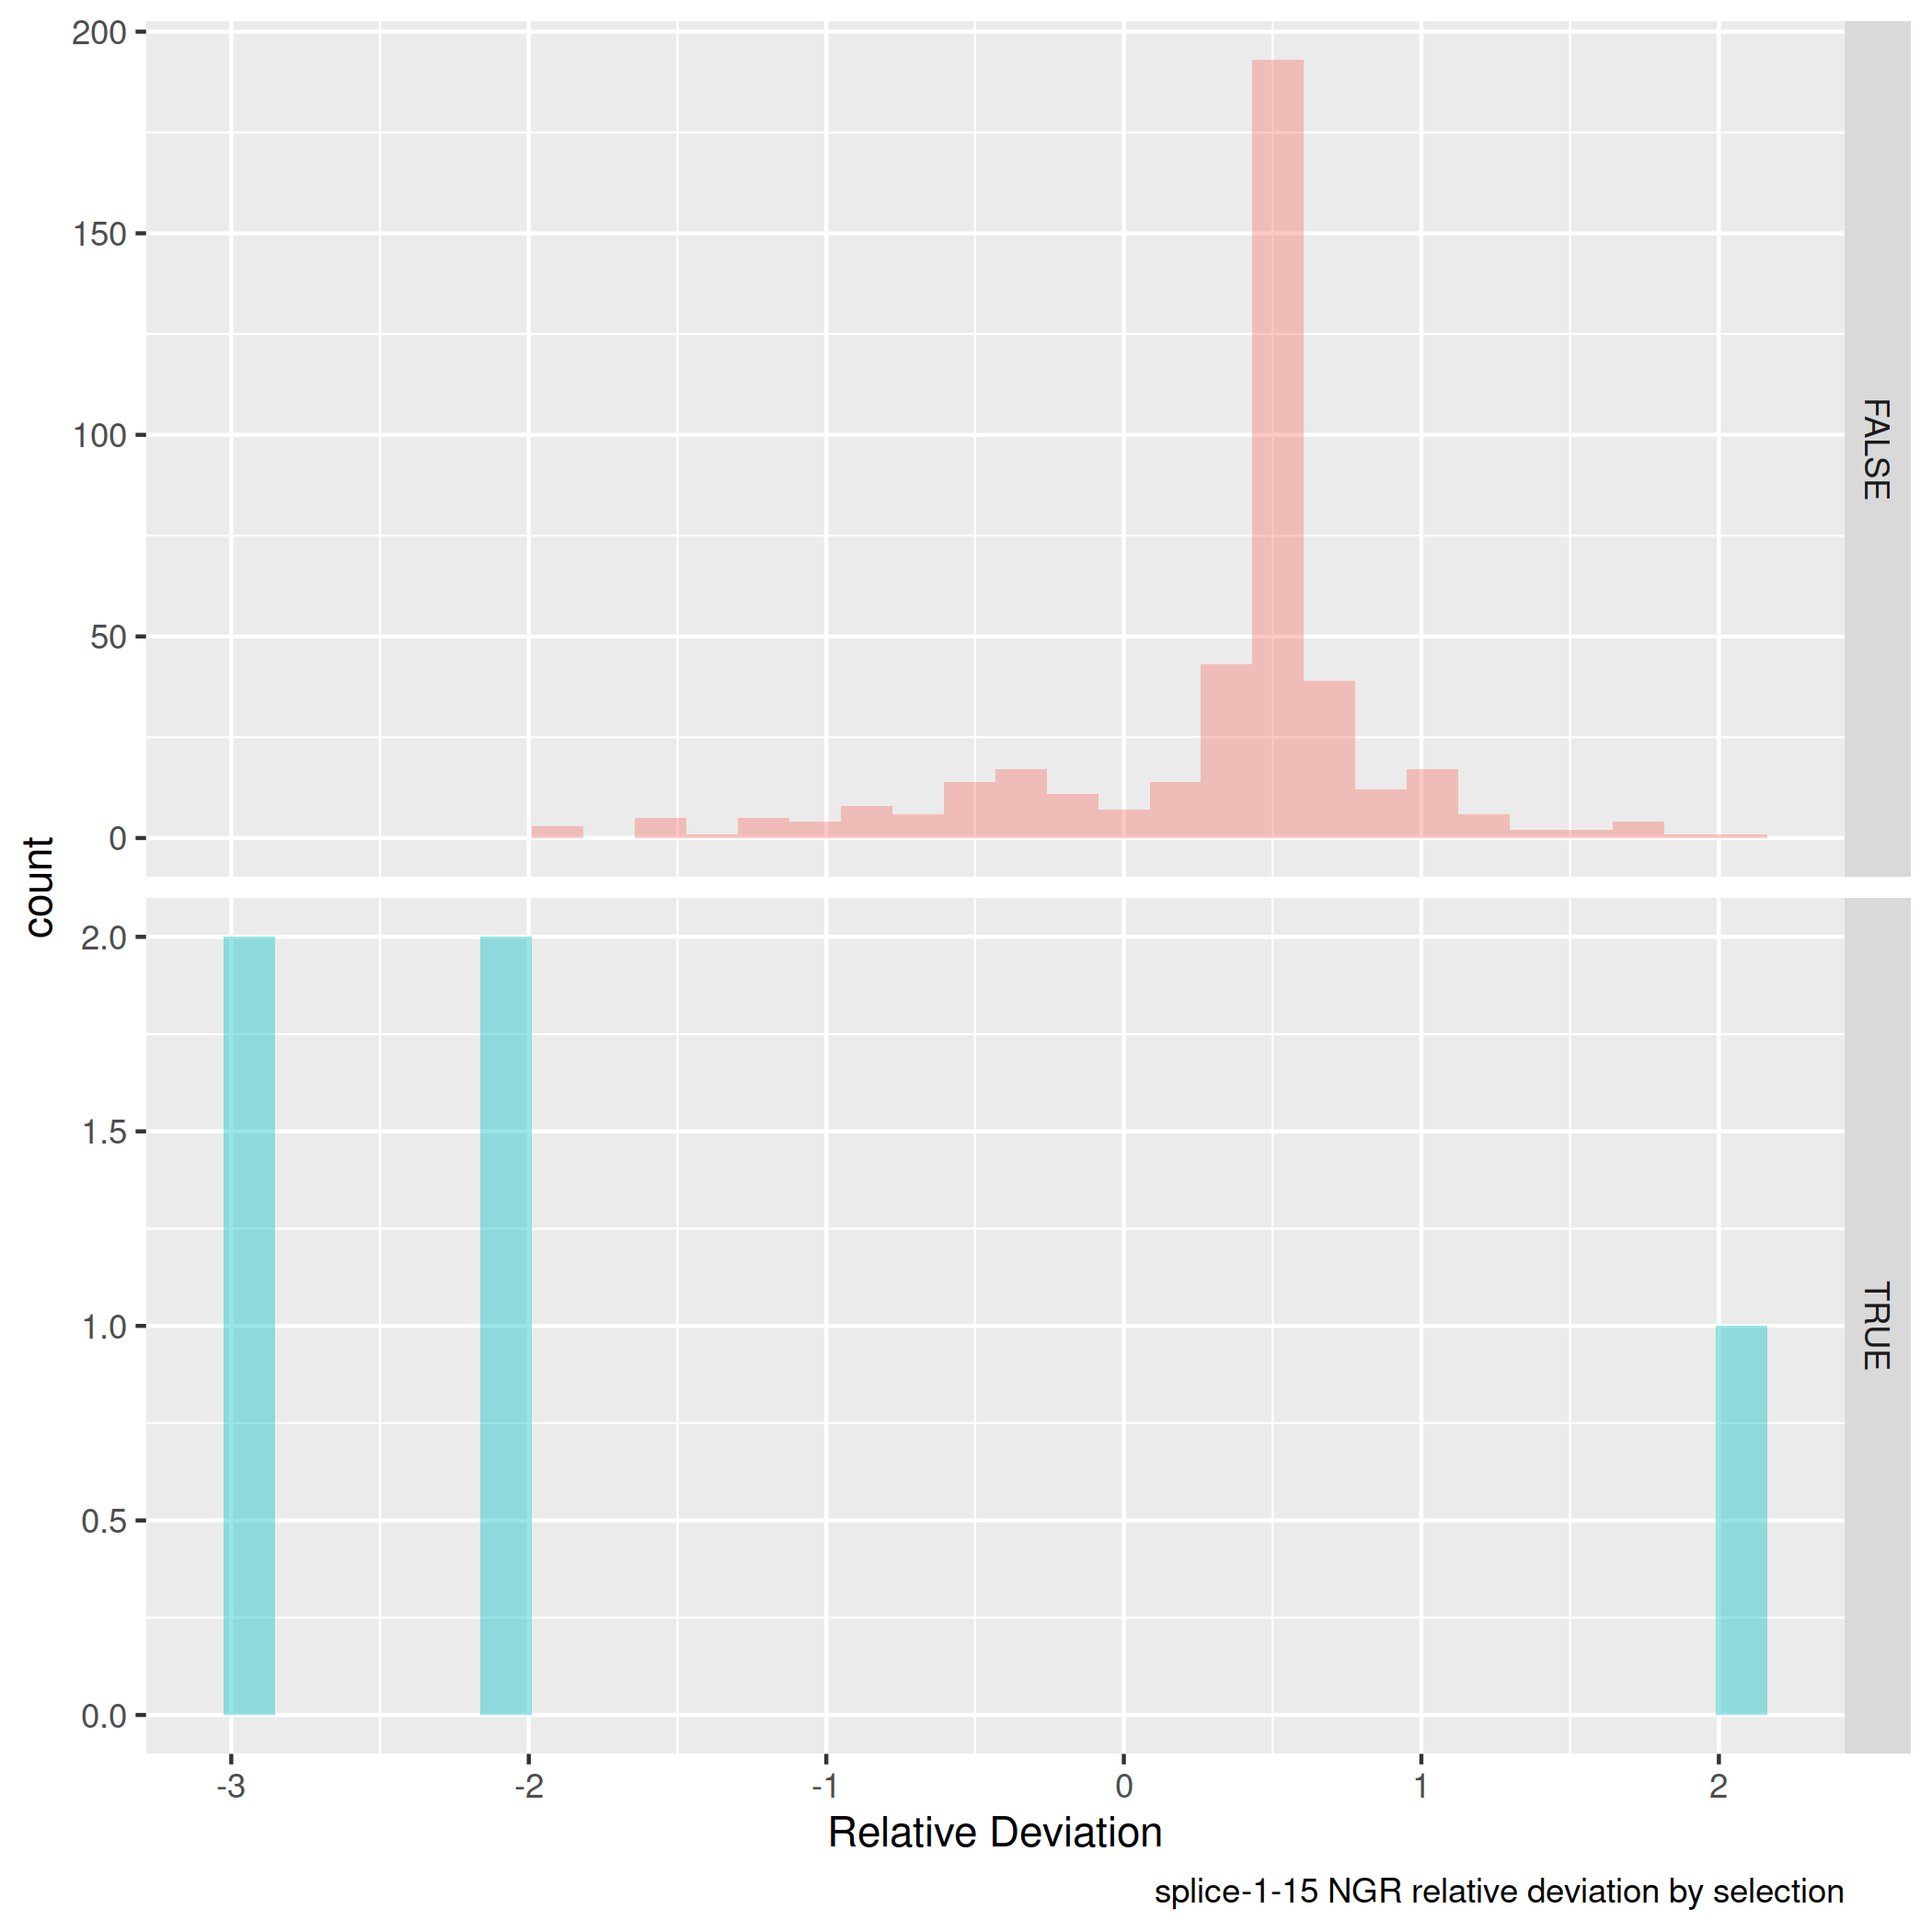 200
150
100
50
0
FALSE
count
2.0
1.5
1.0
0.5
0.0
TRUE
-3 -2 -1 0 1 2
Relative Deviation
splice-1-15 NGR relative deviation by selection